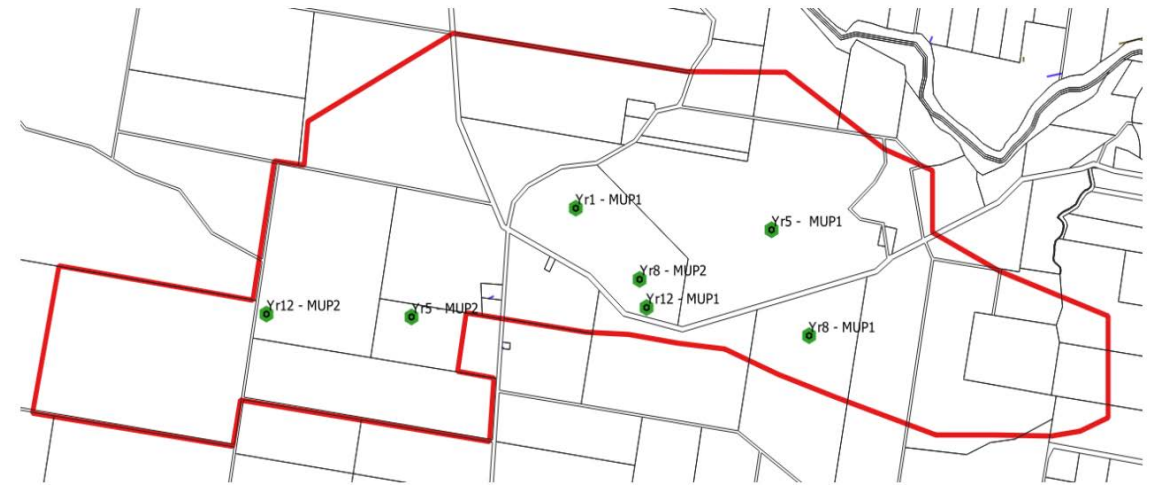 Yr1 - MUP1
Yr5 - MUP1
Yr8 - MUP2
Yr12 - MUP2
Yr12 - MUP1
Yr5 - MUP2
Yr8 - MUP1